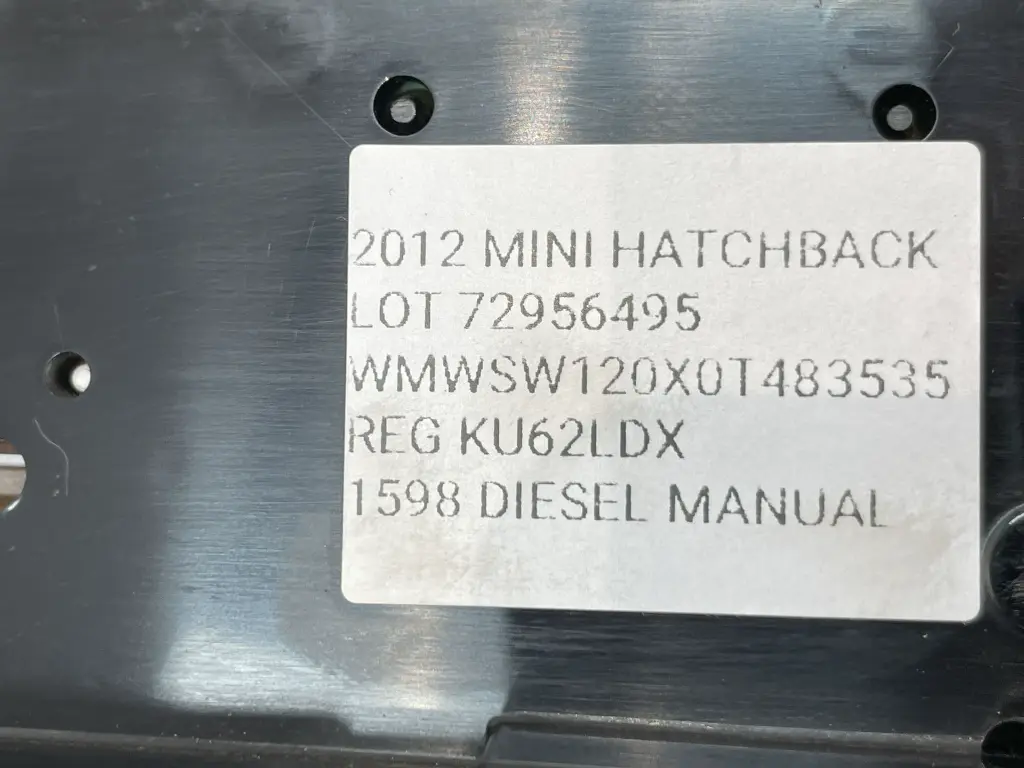 2012 MINI HATCHBACK
LOT 72956495
WMWSW120X0T483535
REG KU62LDX
1598 DIESEL MANUAL